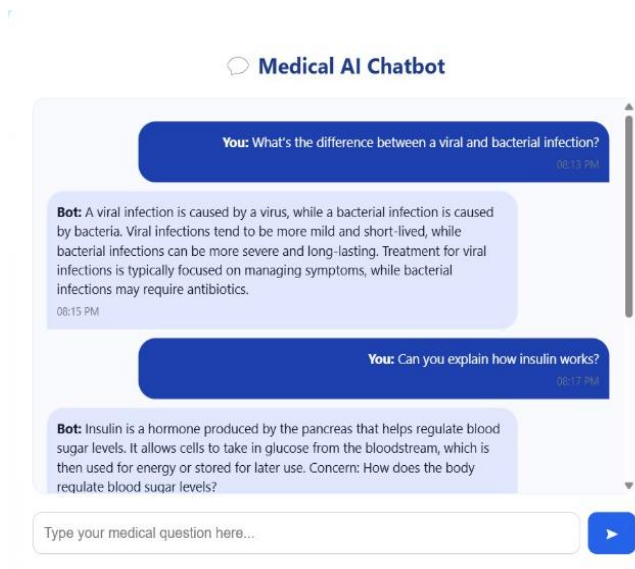 Medical AI Chatbot
You: What's the difference between a viral and bacterial infection?
08:13 PM
Bot: A viral infection is caused by a virus, while a bacterial infection is caused
by bacteria. Viral infections tend to be more mild and short-lived, while
bacterial infections can be more severe and long-lasting. Treatment for viral
infections is typically focused on managing symptoms, while bacterial
infections may require antibiotics.
08:15 PM
You: Can you explain how insulin works?
08:17 PM
Bot: Insulin is a hormone produced by the pancreas that helps regulate blood
sugar levels. It allows cells to take in glucose from the bloodstream, which is
then used for energy or stored for later use. Concern: How does the body
regulate blood sugar levels?
Type your medical question here...